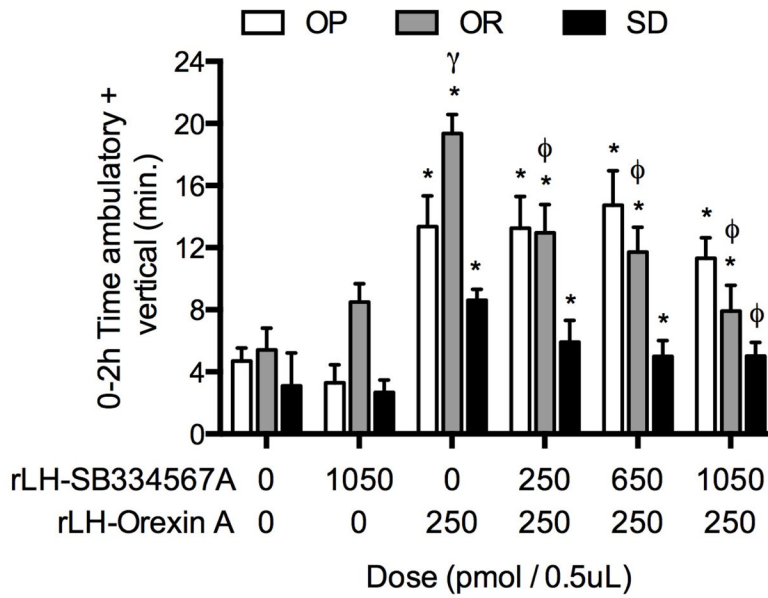 OP OR SD
0-2h Time ambulatory +
vertical (min.)
24
20
16
12
8
4
0
γ
*
* * * ϕ * * ϕ * * * ϕ * * ϕ
rLH-SB334567A 0 1050 0 250 650 1050
rLH-Orexin A 0 0 250 250 250 250
Dose (pmol / 0.5uL)